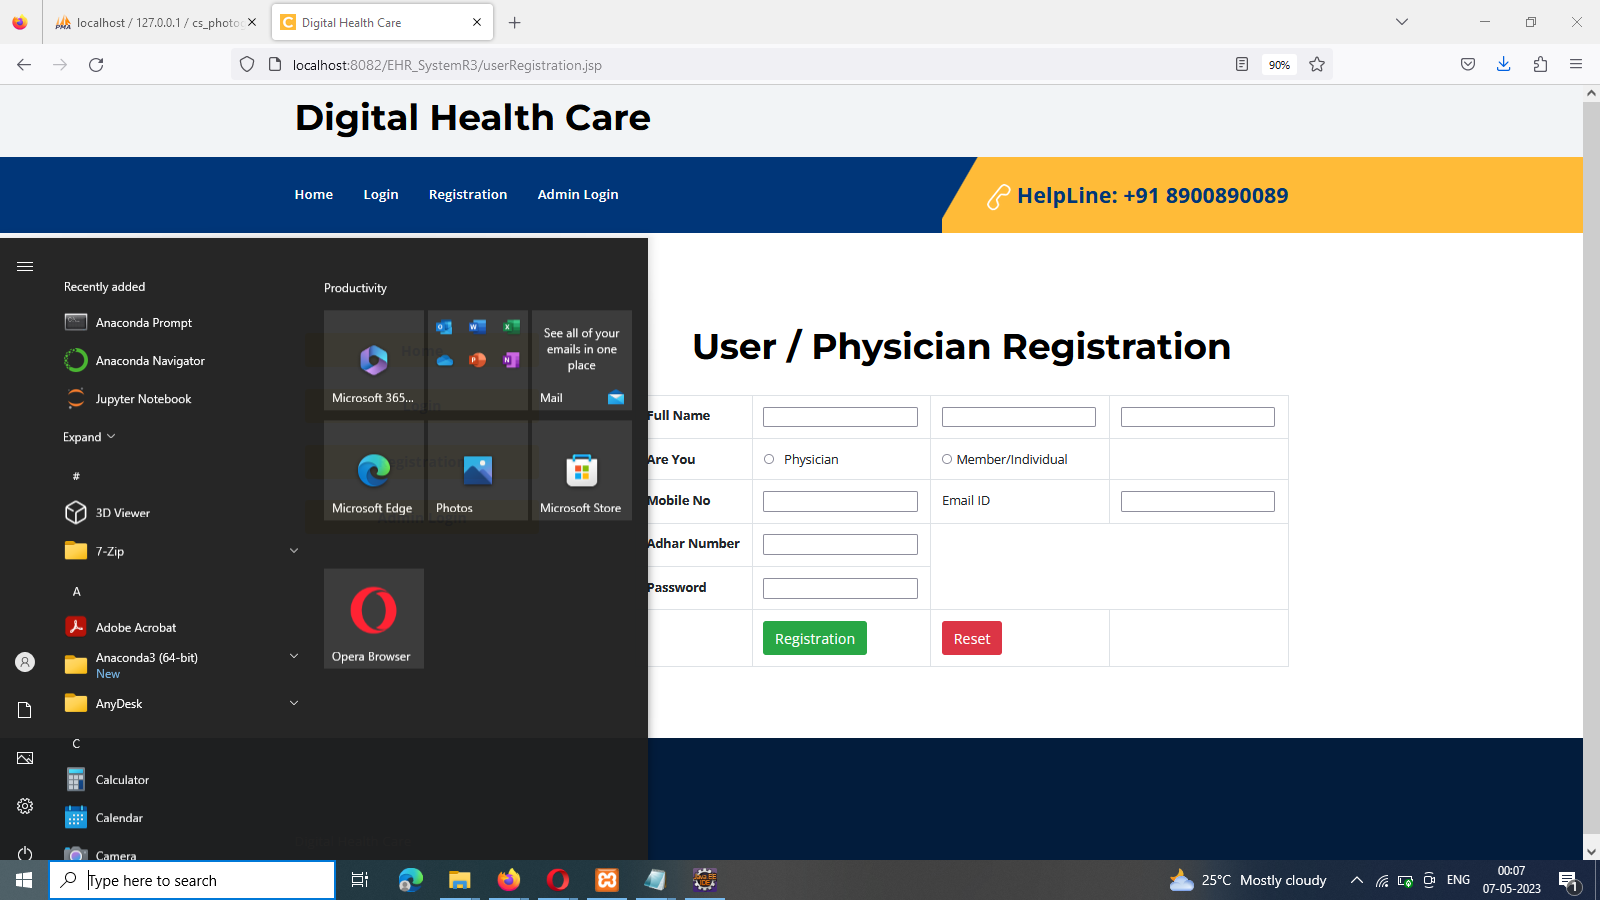 localhost / 127.0.0.1 / cs_photog
Digital Health Care
localhost:8082/EHR_SystemR3/userRegistration.jsp
90%
Digital Health Care
Home
Login
Registration
Admin Login
HelpLine: +91 8900890089
Recently added
Anaconda Prompt
Anaconda Navigator
Jupyter Notebook
Expand
#
3D Viewer
7-Zip
A
Adobe Acrobat
Anaconda3 (64-bit)
New
AnyDesk
C
Calculator
Calendar
Camera
Productivity
Microsoft 365...
See all of your
emails in one
place
Mail
Microsoft Edge
Photos
Microsoft Store
Opera Browser
User / Physician Registration
Full Name
Are You
Physician
Member/Individual
Mobile No
Email ID
Adhar Number
Password
Registration
Reset
Type here to search
25°C Mostly cloudy
ENG
00:07
07-05-2023
1